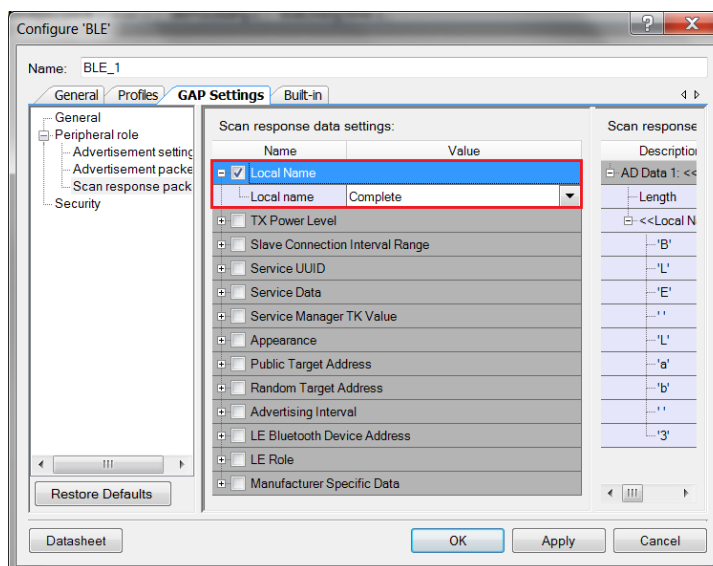 Configure 'BLE'
Name: BLE_1
General Profiles GAP Settings Built-in
General
Peripheral role
Advertisement setting
Advertisement packe
Scan response pack
Security
Restore Defaults
Scan response data settings:
Name Value
Local Name
Local name Complete
TX Power Level
Slave Connection Interval Range
Service UUID
Service Data
Service Manager TK Value
Appearance
Public Target Address
Random Target Address
Advertising Interval
LE Bluetooth Device Address
LE Role
Manufacturer Specific Data
Scan response
Description
AD Data 1: <<
Length
<<Local N
'B'
'L'
'E'
' '
'L'
'a'
'b'
' '
'3'
Datasheet OK Apply Cancel